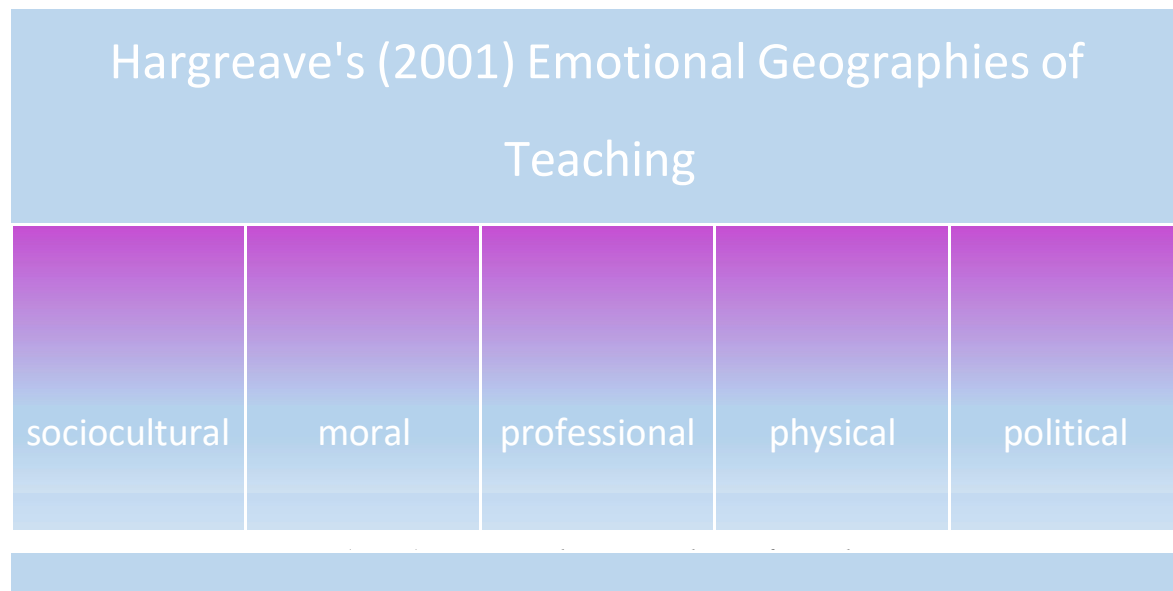 Hargreave's (2001) Emotional Geographies of
Teaching
sociocultural
moral
professional
physical
political